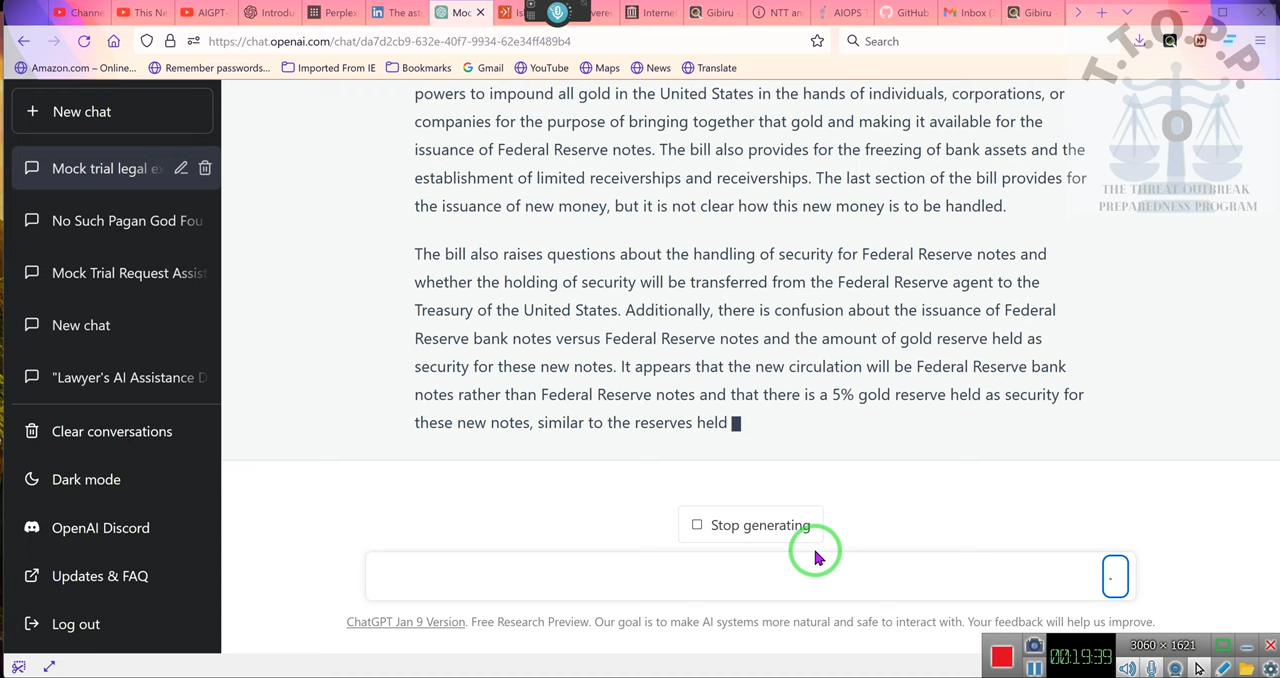 Channe
This Ne
AIGPT-
Introdu
Perplex
The ast
Moc
Is
vere
Interne
Gibiru -
NTT an
AIOPS
GitHub
Inbox (
Gibiru -
https://chat.openai.com/chat/da7d2cb9-632e-40f7-9934-62e34ff489b4
Search
Amazon.com – Online...
Remember passwords...
Imported From IE
Bookmarks
Gmail
YouTube
Maps
News
Translate
T.T.O.P.P.
THE THREAT OUTBREAK
PREPAREDNESS PROGRAM
New chat
Mock trial legal ex
No Such Pagan God Fou
Mock Trial Request Assist
New chat
"Lawyer's AI Assistance D
Clear conversations
Dark mode
OpenAI Discord
Updates & FAQ
Log out
powers to impound all gold in the United States in the hands of individuals, corporations, or
companies for the purpose of bringing together that gold and making it available for the
issuance of Federal Reserve notes. The bill also provides for the freezing of bank assets and the
establishment of limited receiverships and receiverships. The last section of the bill provides for
the issuance of new money, but it is not clear how this new money is to be handled.
The bill also raises questions about the handling of security for Federal Reserve notes and
whether the holding of security will be transferred from the Federal Reserve agent to the
Treasury of the United States. Additionally, there is confusion about the issuance of Federal
Reserve bank notes versus Federal Reserve notes and the amount of gold reserve held as
security for these new notes. It appears that the new circulation will be Federal Reserve bank
notes rather than Federal Reserve notes and that there is a 5% gold reserve held as security for
these new notes, similar to the reserves held
Stop generating
ChatGPT Jan 9 Version. Free Research Preview. Our goal is to make AI systems more natural and safe to interact with. Your feedback will help us improve.
3060 × 1621
00:19:39